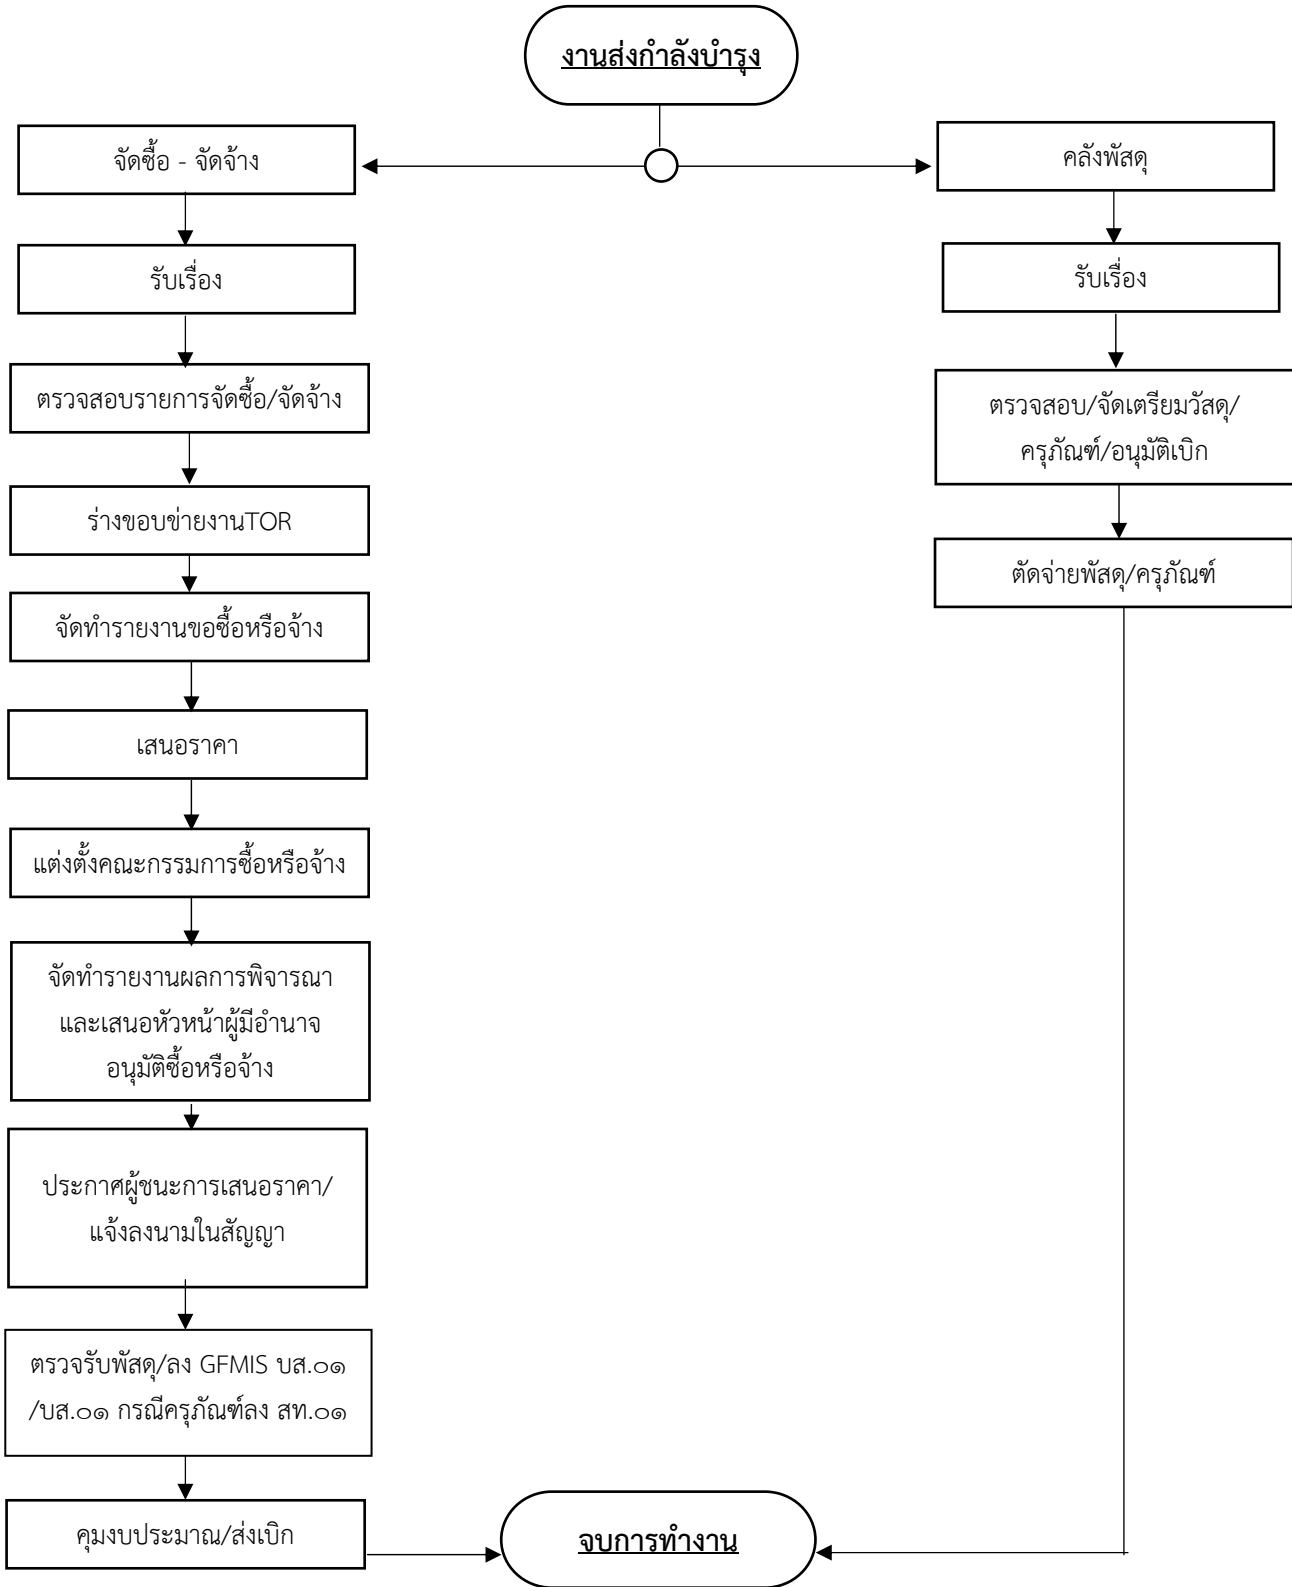 งานส่งกำลังบำรุง
จัดซื้อ - จัดจ้าง
รับเรื่อง
ตรวจสอบรายการจัดซื้อ/จัดจ้าง
ร่างขอบข่ายงานTOR
จัดทำรายงานขอซื้อหรือจ้าง
เสนอราคา
แต่งตั้งคณะกรรมการซื้อหรือจ้าง
จัดทำรายงานผลการพิจารณา
และเสนอหัวหน้าผู้มีอำนาจ
อนุมัติซื้อหรือจ้าง
ประกาศผู้ชนะการเสนอราคา/
แจ้งลงนามในสัญญา
ตรวจรับพัสดุ/ลง GFMIS บส.๐๑
/บส.๐๑ กรณีครุภัณฑ์ลง สท.๐๑
คุมงบประมาณ/ส่งเบิก
คลังพัสดุ
รับเรื่อง
ตรวจสอบ/จัดเตรียมวัสดุ/
ครุภัณฑ์/อนุมัติเบิก
ตัดจ่ายพัสดุ/ครุภัณฑ์
จบการทำงาน